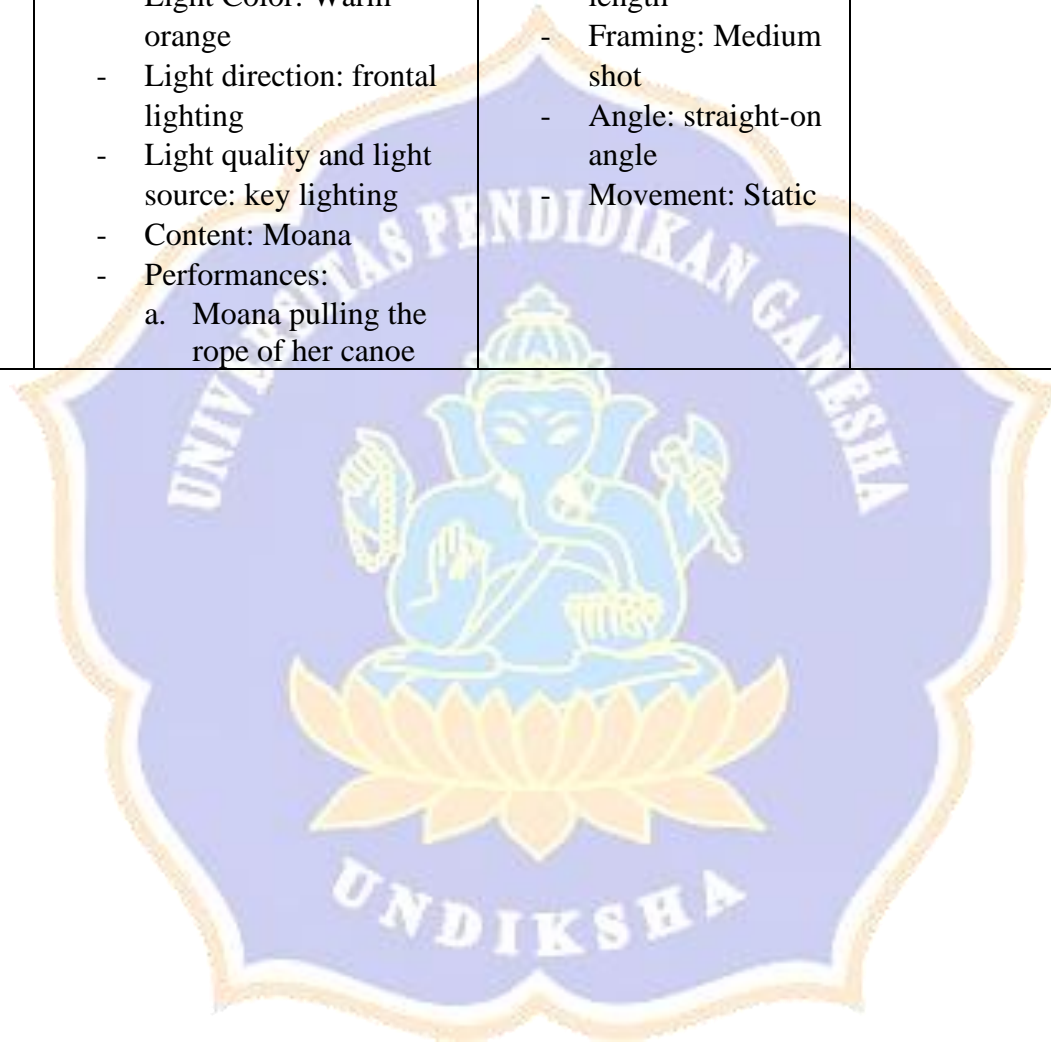 Light Color: Warm
orange
- Light direction: frontal
lighting
- Light quality and light
source: key lighting
- Content: Moana
- Performances:
a. Moana pulling the
rope of her canoe
length
- Framing: Medium
shot
- Angle: straight-on
angle
- Movement: Static
UNIVERSITAS PENDIDIKAN GANESHA
UNDIKSHA